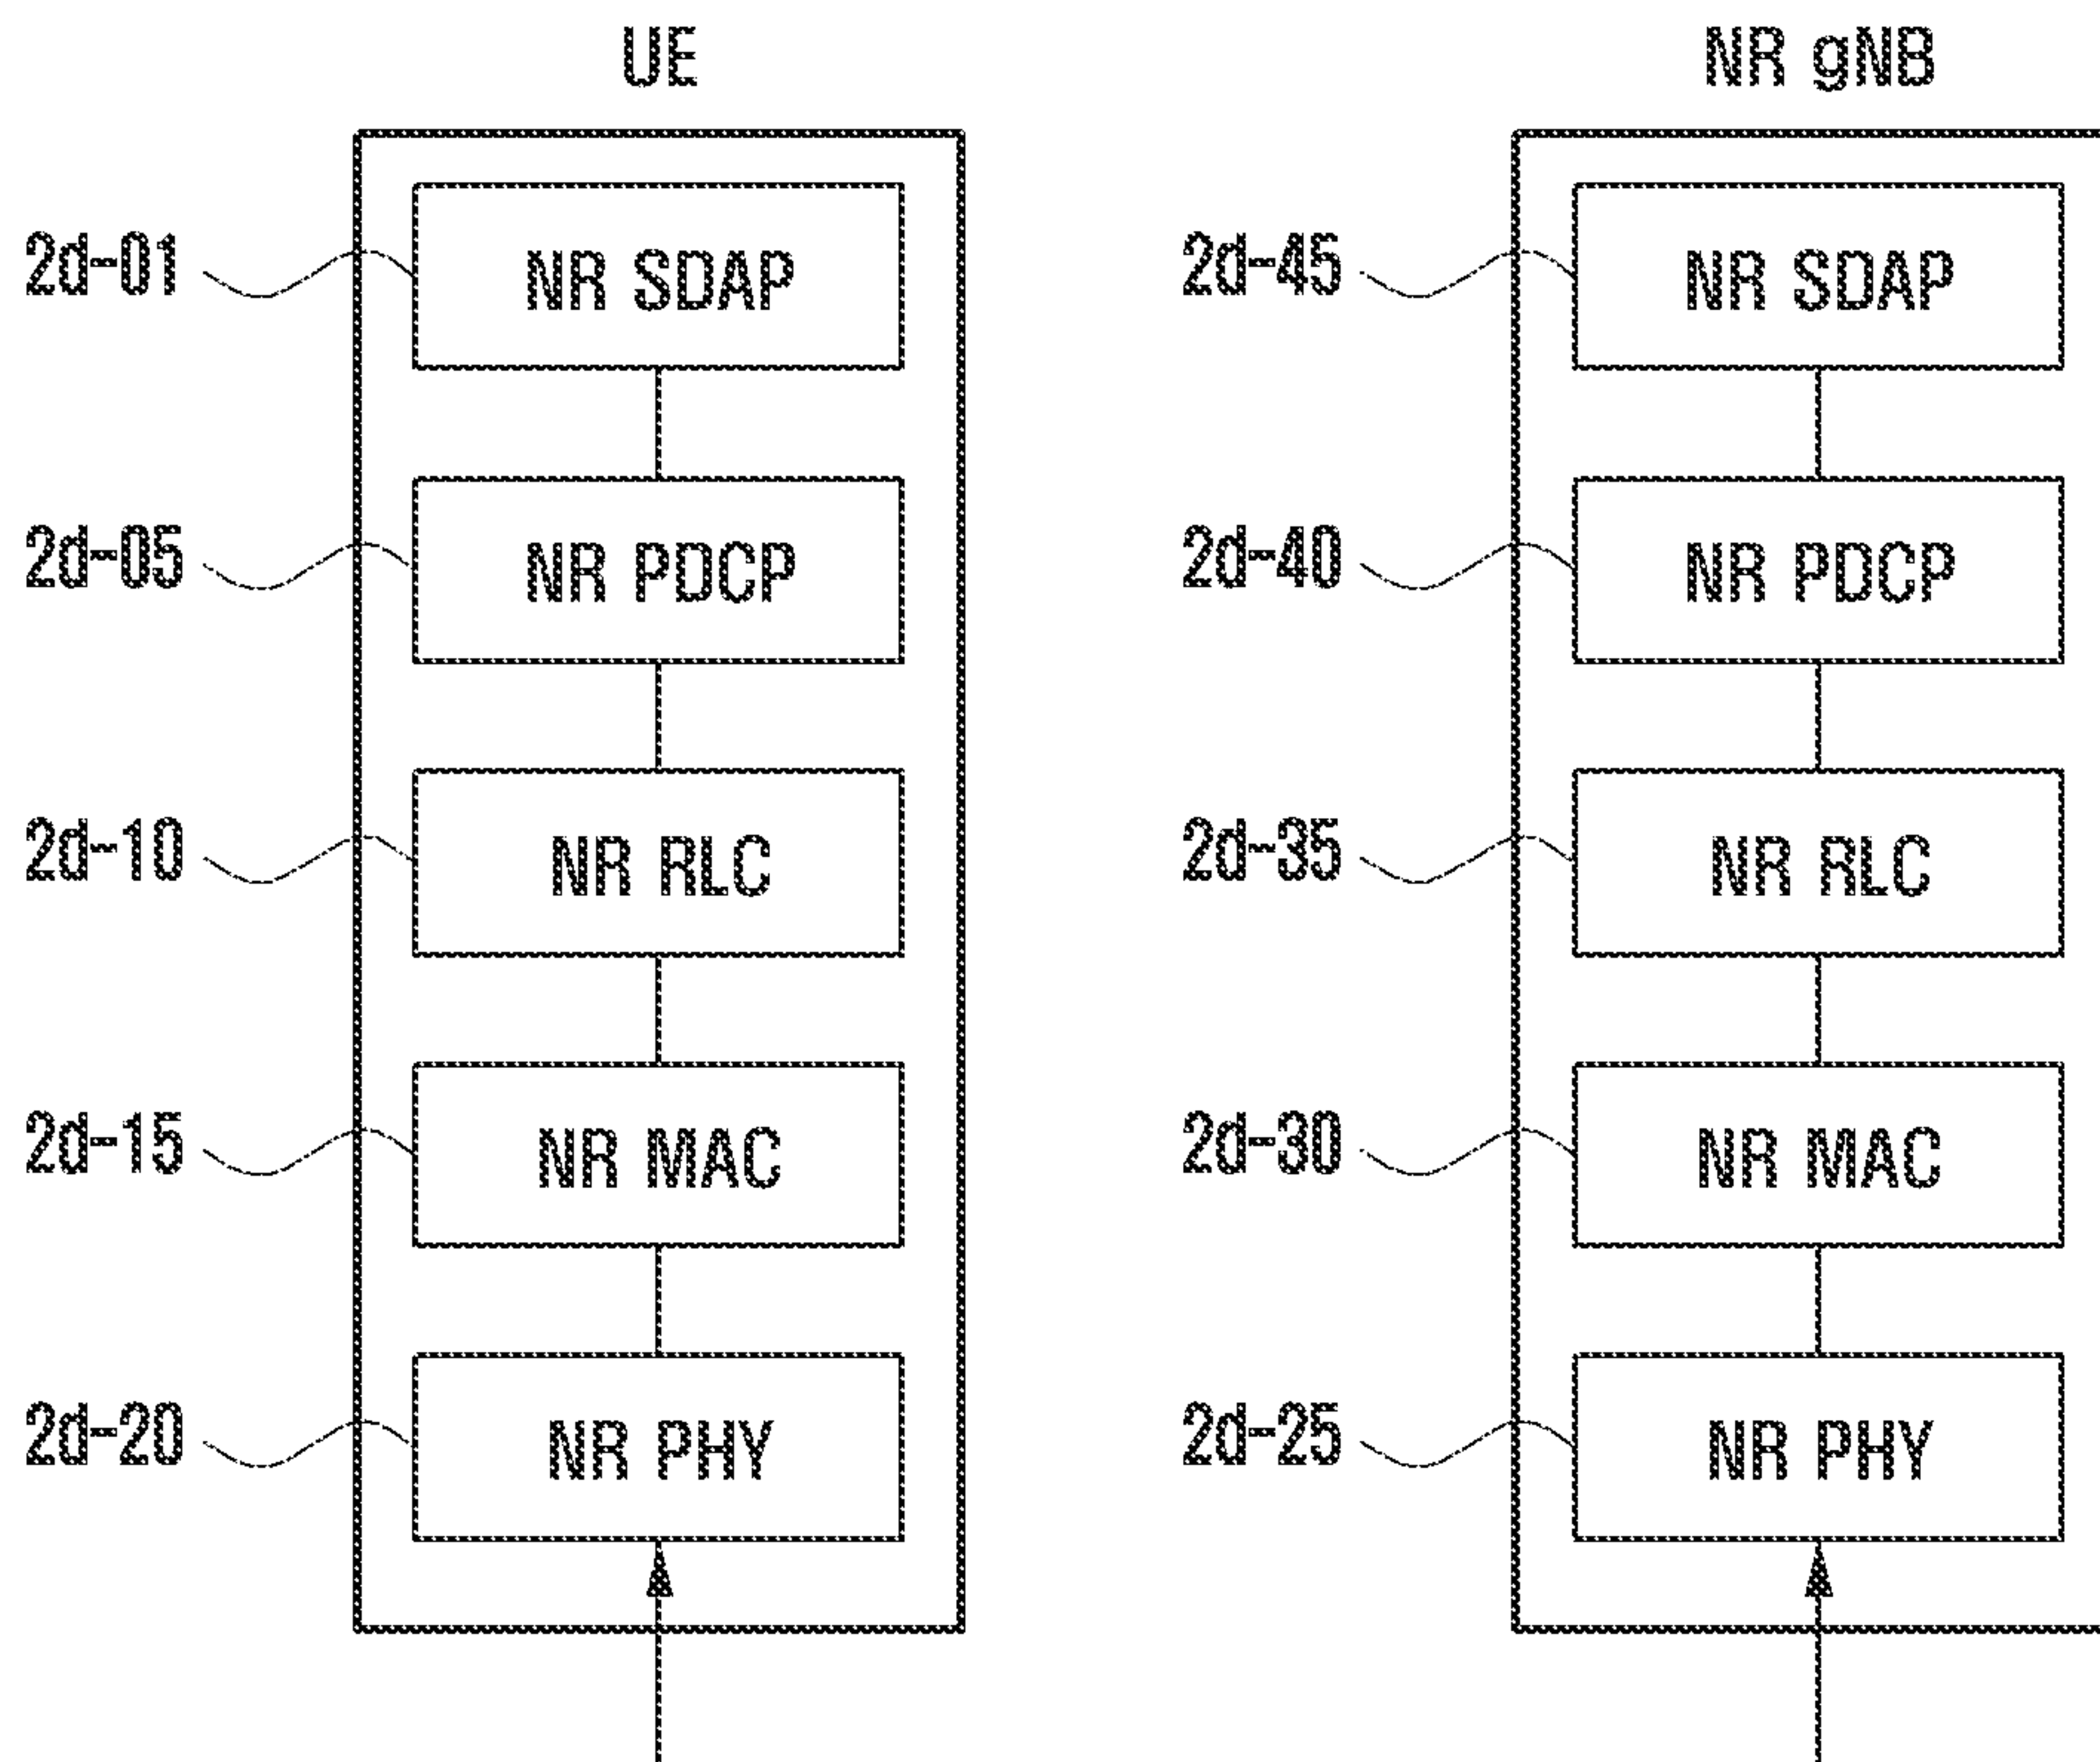 UE
NR gNB
2d-01
NR SDAP
2d-45
NR SDAP
2d-05
NR PDCP
2d-40
NR PDCP
2d-10
NR RLC
2d-35
NR RLC
2d-15
NR MAC
2d-30
NR MAC
2d-20
NR PHY
2d-25
NR PHY